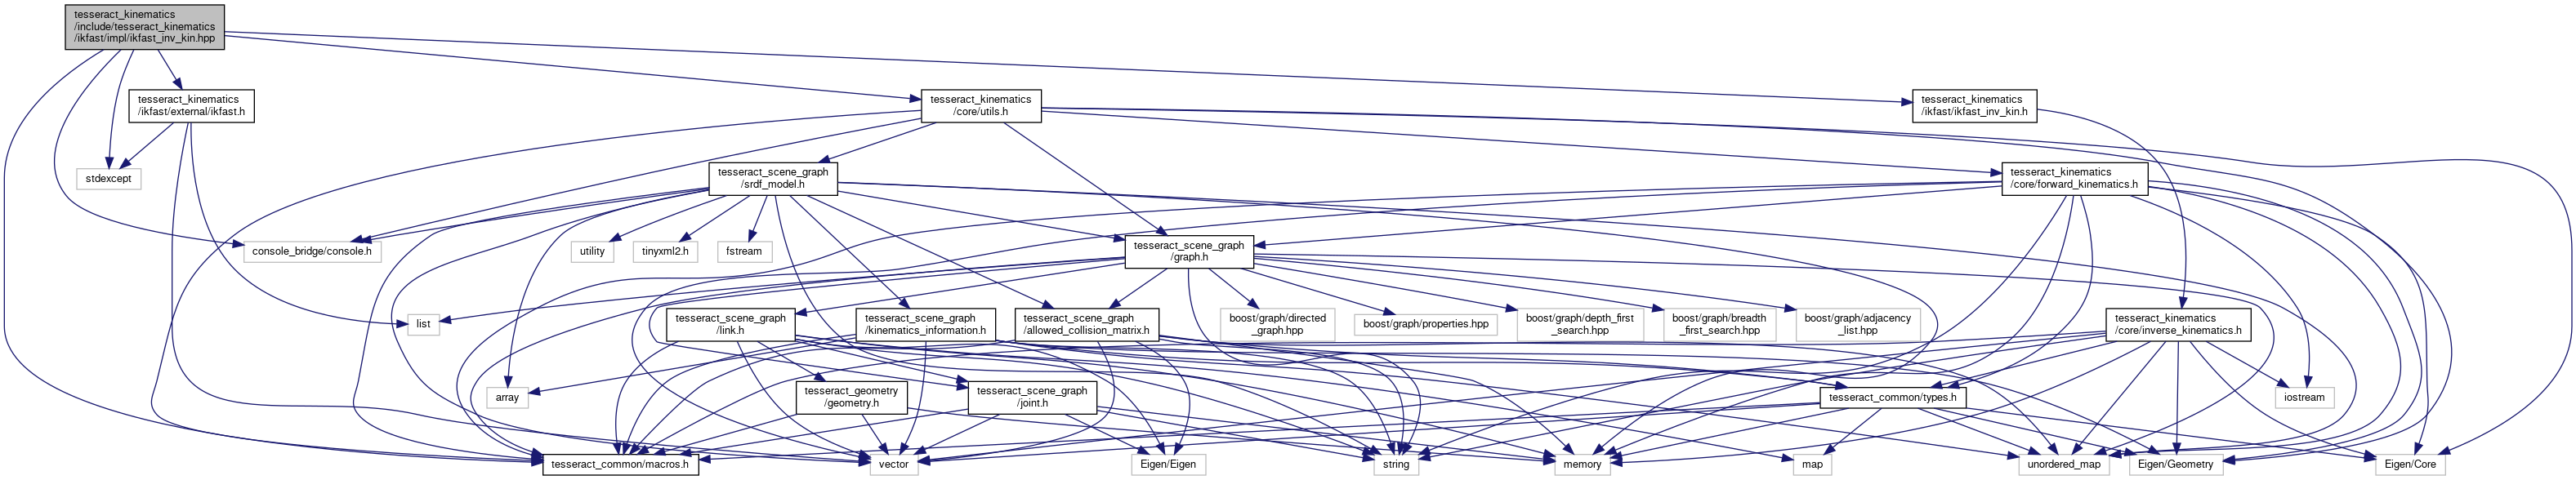 tesseract_kinematics
/include/tesseract_kinematics
/ikfast/impl/ikfast_inv_kin.hpp
tesseract_kinematics
/ikfast/external/ikfast.h
tesseract_kinematics
/core/utils.h
tesseract_kinematics
/ikfast/ikfast_inv_kin.h
stdexcept
tesseract_scene_graph
/srdf_model.h
tesseract_kinematics
/core/forward_kinematics.h
console_bridge/console.h
utility
tinyxml2.h
fstream
tesseract_scene_graph
/graph.h
list
tesseract_scene_graph
/link.h
tesseract_scene_graph
/kinematics_information.h
tesseract_scene_graph
/allowed_collision_matrix.h
boost/graph/directed
_graph.hpp
boost/graph/properties.hpp
boost/graph/depth_first
_search.hpp
boost/graph/breadth
_first_search.hpp
boost/graph/adjacency
_list.hpp
tesseract_kinematics
/core/inverse_kinematics.h
array
tesseract_geometry
/geometry.h
tesseract_scene_graph
/joint.h
tesseract_common/types.h
iostream
tesseract_common/macros.h
vector
Eigen/Eigen
string
memory
map
unordered_map
Eigen/Geometry
Eigen/Core